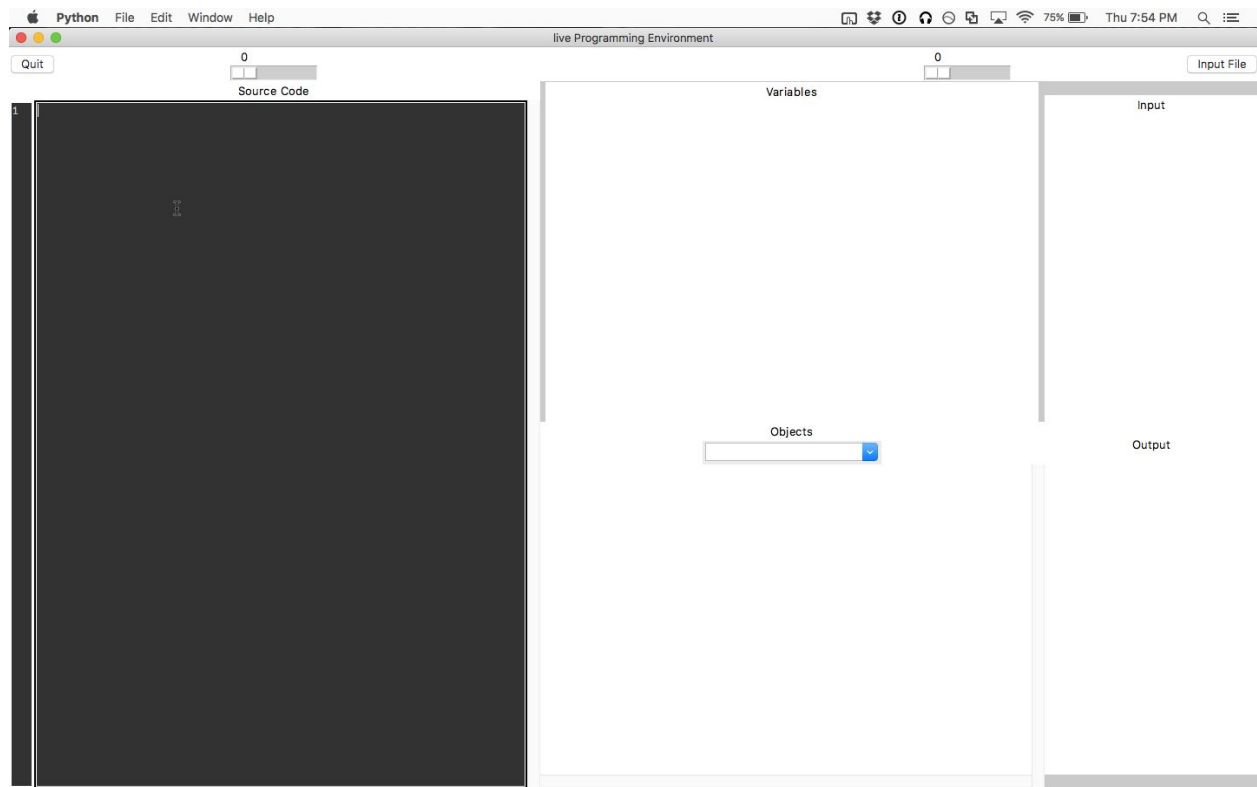 Python File Edit Window Help 75% Thu 7:54 PM
live Programming Environment
Quit 0 0 Input File
Source Code Variables Input
1
Objects Output